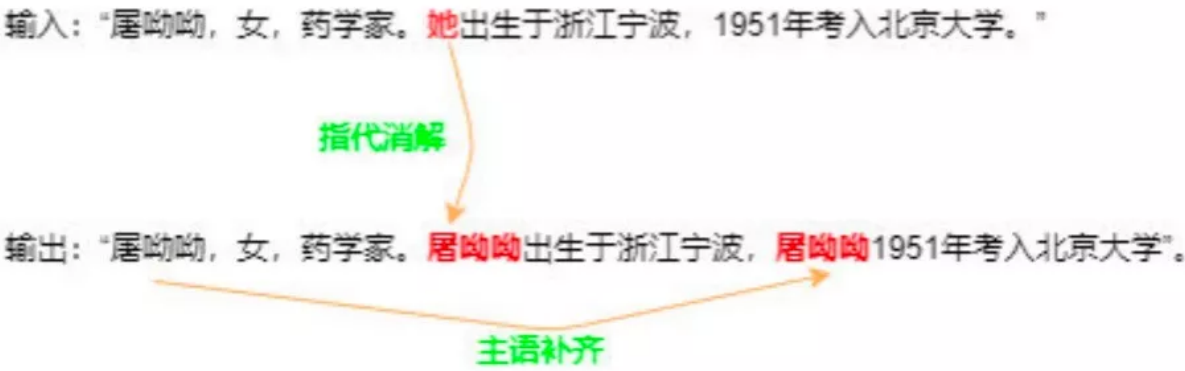 输入：“屠呦呦，女，药学家。她出生于浙江宁波，1951年考入北京大学。”
指代消解
输出：“屠呦呦，女，药学家。屠呦呦出生于浙江宁波，屠呦呦1951年考入北京大学”。
主语补齐